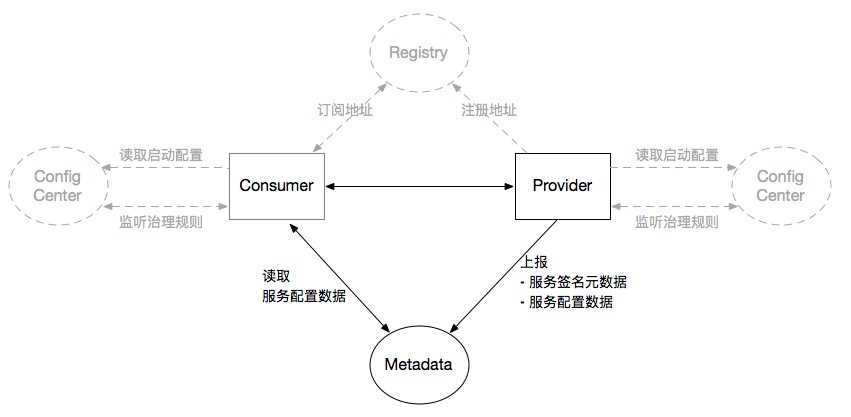 Registry
订阅地址
注册地址
读取启动配置
读取启动配置
Config
Center
Consumer
Provider
Config
Center
监听治理规则
监听治理规则
读取
服务配置数据
上报
- 服务签名元数据
- 服务配置数据
Metadata